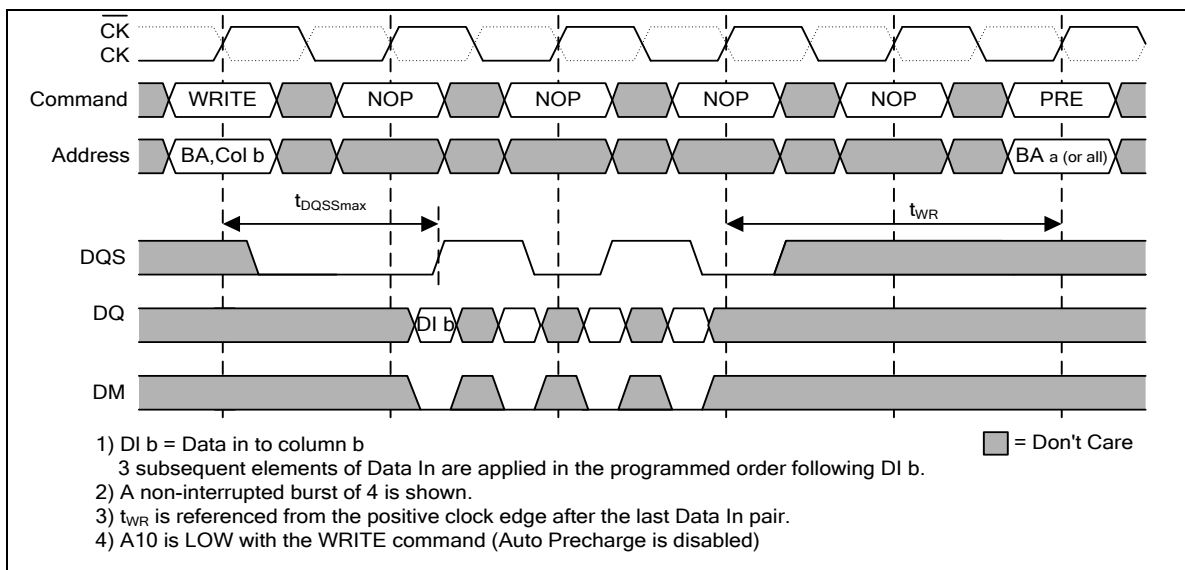 CK
CK
Command WRITE NOP NOP NOP NOP PRE
Address BA,Col b BA a (or all)
tDQSSmax tWR
DQS
DQ DI b
DM
1) DI b = Data in to column b
3 subsequent elements of Data In are applied in the programmed order following DI b.
2) A non-interrupted burst of 4 is shown.
3) tWR is referenced from the positive clock edge after the last Data In pair.
4) A10 is LOW with the WRITE command (Auto Precharge is disabled)
= Don't Care